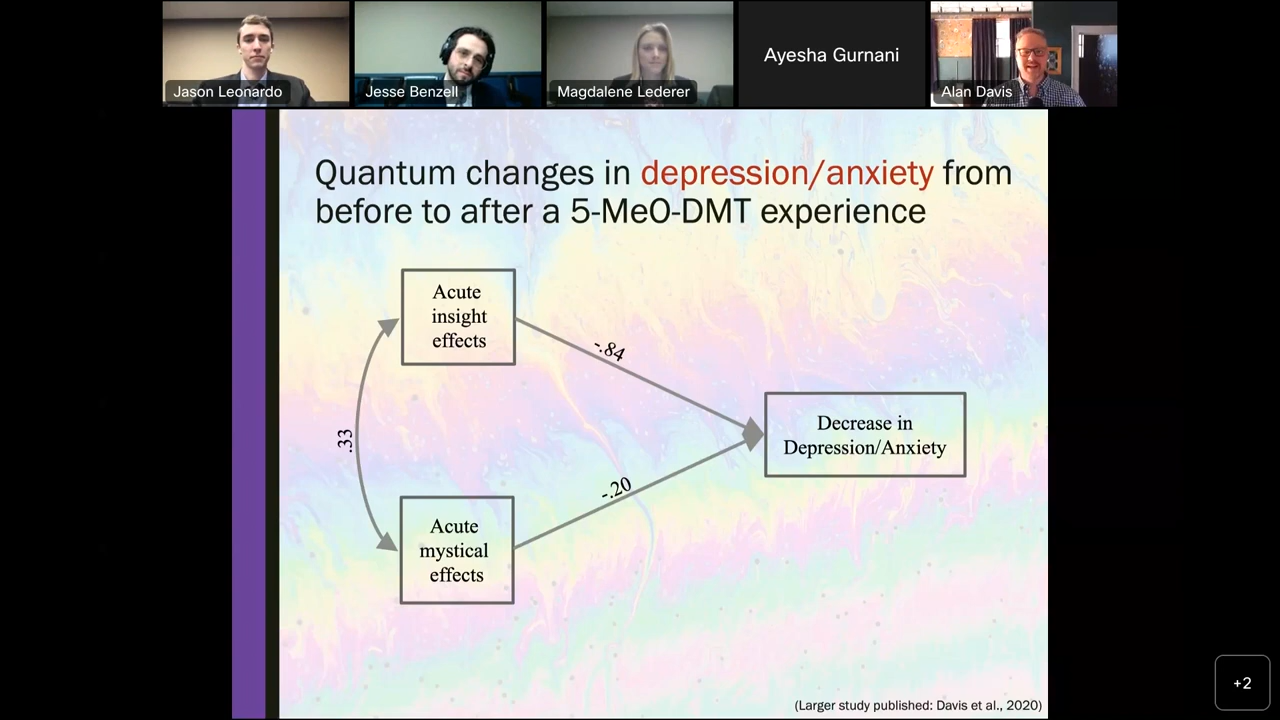 Jason Leonardo
Jesse Benzell
Magdalene Lederer
Ayesha Gurnani
Alan Davis
Quantum changes in depression/anxiety from
before to after a 5-MeO-DMT experience
Acute
insight
effects
-.84
Decrease in
Depression/Anxiety
.33
-.20
Acute
mystical
effects
+2
(Larger study published: Davis et al., 2020)